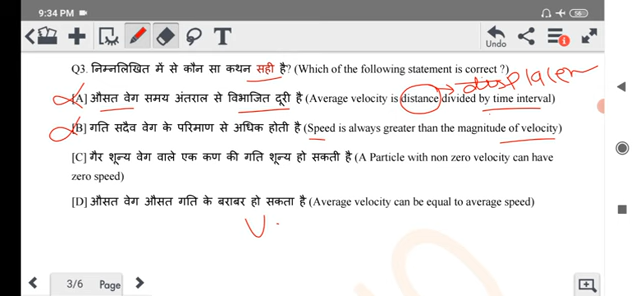 9:34 PM
56
Undo
Q3. निम्नलिखित में से कौन सा कथन सही है? (Which of the following statement is correct ?)
[A] औसत वेग समय अंतराल से विभाजित दूरी है (Average velocity is distance divided by time interval)
[B] गति सदैव वेग के परिमाण से अधिक होती है (Speed is always greater than the magnitude of velocity)
[C] गैर शून्य वेग वाले एक कण की गति शून्य हो सकती है (A Particle with non zero velocity can have
zero speed)
[D] औसत वेग औसत गति के बराबर हो सकता है (Average velocity can be equal to average speed)
V
3/6 Page